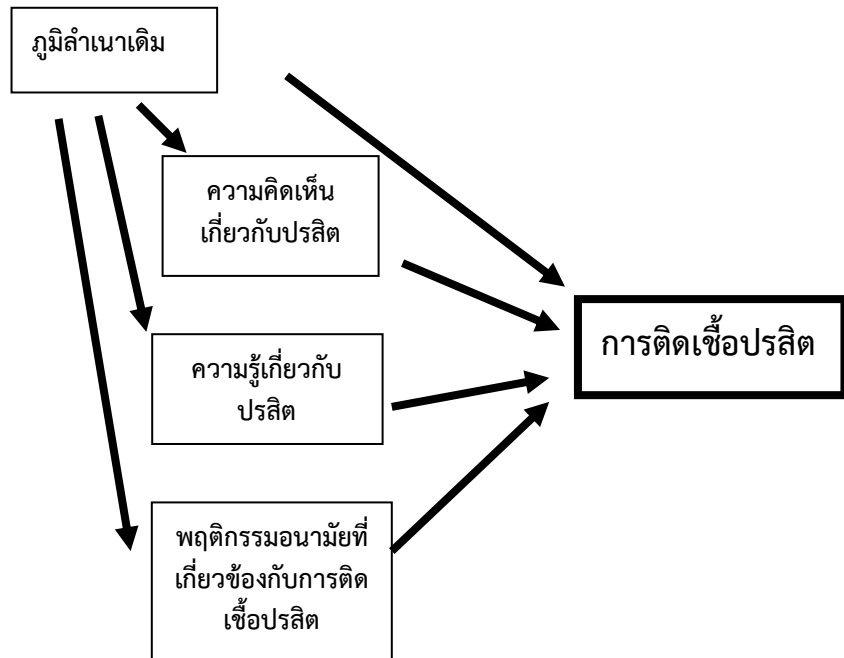 ภูมิลำเนาเดิม
ความคิดเห็น
เกี่ยวกับปรสิต
การติดเชื้อปรสิต
ความรู้เกี่ยวกับ
ปรสิต
พฤติกรรมอนามัยที่
เกี่ยวข้องกับการติด
เชื้อปรสิต